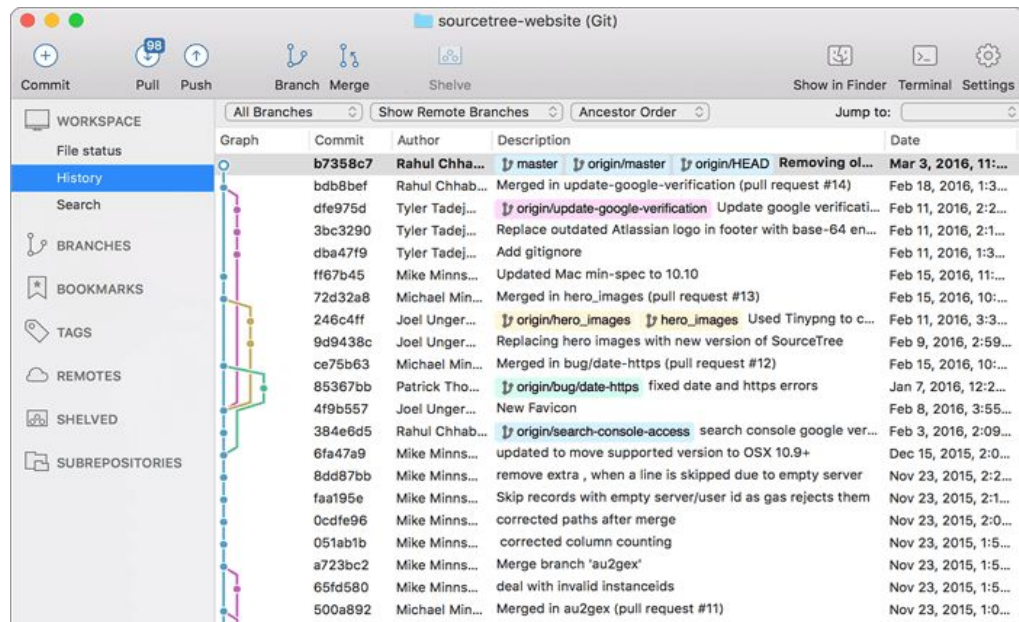 sourcetree-website (Git)
98
Commit Pull Push Branch Merge Shelve Show in Finder Terminal Settings
WORKSPACE
File status
History
Search
BRANCHES
BOOKMARKS
TAGS
REMOTES
SHELVED
SUBREPOSITORIES
All Branches Show Remote Branches Ancestor Order Jump to:
Graph Commit Author Description Date
b7358c7 Rahul Chha... master origin/master origin/HEAD Removing ol... Mar 3, 2016, 11:...
bdb8bef Rahul Chhab... Merged in update-google-verification (pull request #14) Feb 18, 2016, 1:3...
dfe975d Tyler Tadej... origin/update-google-verification Update google verificati... Feb 11, 2016, 2:2...
3bc3290 Tyler Tadej... Replace outdated Atlassian logo in footer with base-64 en... Feb 11, 2016, 2:1...
dba47f9 Tyler Tadej... Add gitignore Feb 11, 2016, 1:3...
ff67b45 Mike Minns... Updated Mac min-spec to 10.10 Feb 15, 2016, 11:...
72d32a8 Michael Min... Merged in hero_images (pull request #13) Feb 15, 2016, 10:...
246c4ff Joel Unger... origin/hero_images hero_images Used Tinypng to c... Feb 11, 2016, 3:3...
9d9438c Joel Unger... Replacing hero images with new version of SourceTree Feb 9, 2016, 2:59...
ce75b63 Michael Min... Merged in bug/date-https (pull request #12) Feb 15, 2016, 10:...
85367bb Patrick Tho... origin/bug/date-https fixed date and https errors Jan 7, 2016, 12:2...
4f9b557 Joel Unger... New Favicon Feb 8, 2016, 3:55...
384e6d5 Rahul Chhab... origin/search-console-access search console google ver... Feb 3, 2016, 2:09...
6fa47a9 Mike Minns... updated to move supported version to OSX 10.9+ Dec 15, 2015, 2:0...
8dd87bb Mike Minns... remove extra , when a line is skipped due to empty server Nov 23, 2015, 2:2...
faa195e Mike Minns... Skip records with empty server/user id as gas rejects them Nov 23, 2015, 2:1...
0cdfe96 Mike Minns... corrected paths after merge Nov 23, 2015, 2:0...
051ab1b Mike Minns... corrected column counting Nov 23, 2015, 1:5...
a723bc2 Mike Minns... Merge branch 'au2gex' Nov 23, 2015, 1:5...
65fd580 Mike Minns... deal with invalid instanceids Nov 23, 2015, 1:5...
500a892 Michael Min... Merged in au2gex (pull request #11) Nov 23, 2015, 1:0...